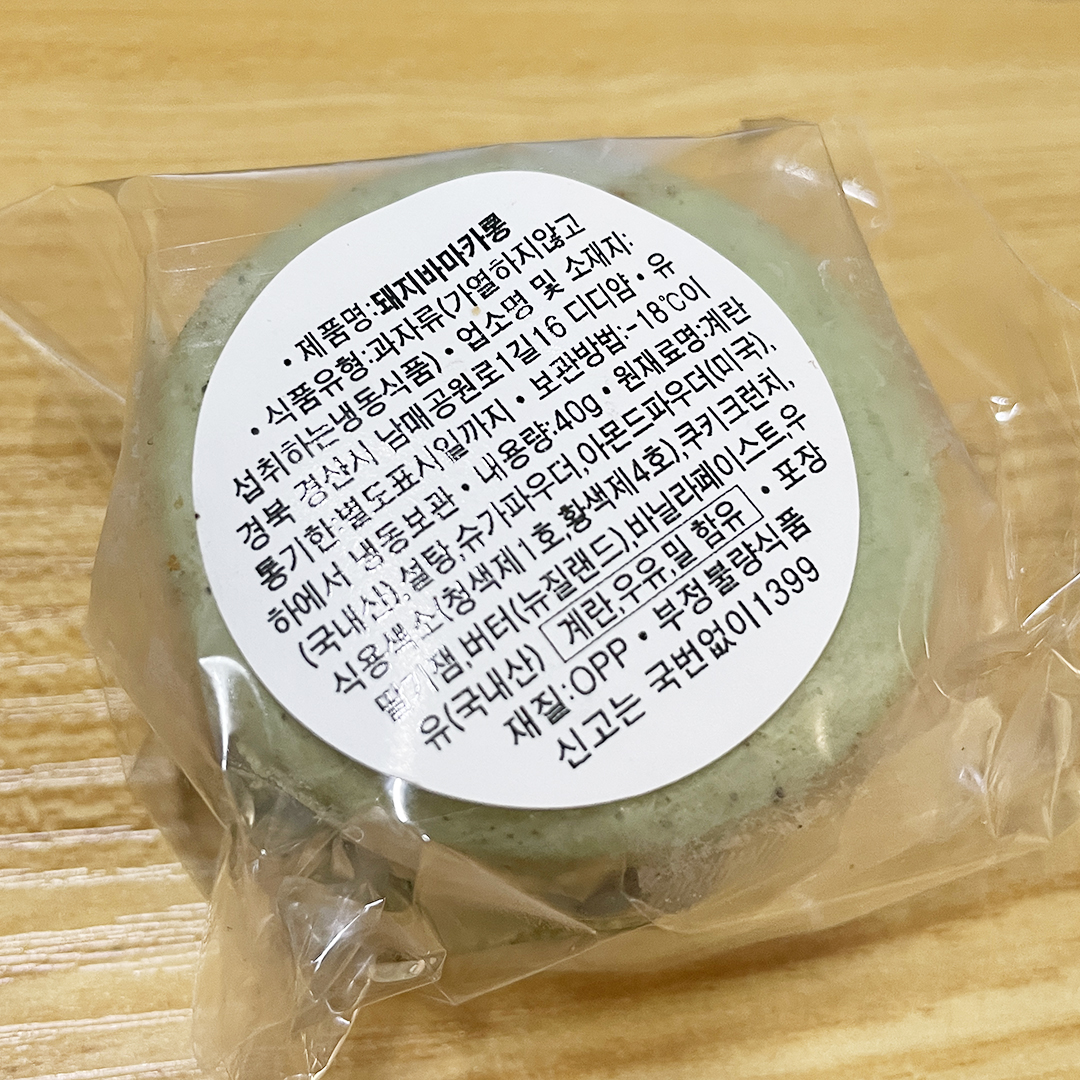 • 제품명:돼지바마카롱
• 식품유형:과자류(가열하지않고
섭취하는냉동식품) • 업소명 및 소재지:
경북 경산시 남매공원로1길16 디디얌 • 유
통기한:별도표시일까지 • 보관방법:-18℃이
하에서 냉동보관 • 내용량:40g • 원재료명:계란
(국내산),설탕,슈가파우더,아몬드파우더(미국),
식용색소(청색제1호,황색제4호),쿠키크런치,
딸기잼,버터(뉴질랜드),바닐라페이스트,우
유(국내산) 계란,우유,밀 함유 • 포장
재질:OPP • 부정불량식품
신고는 국번없이1399